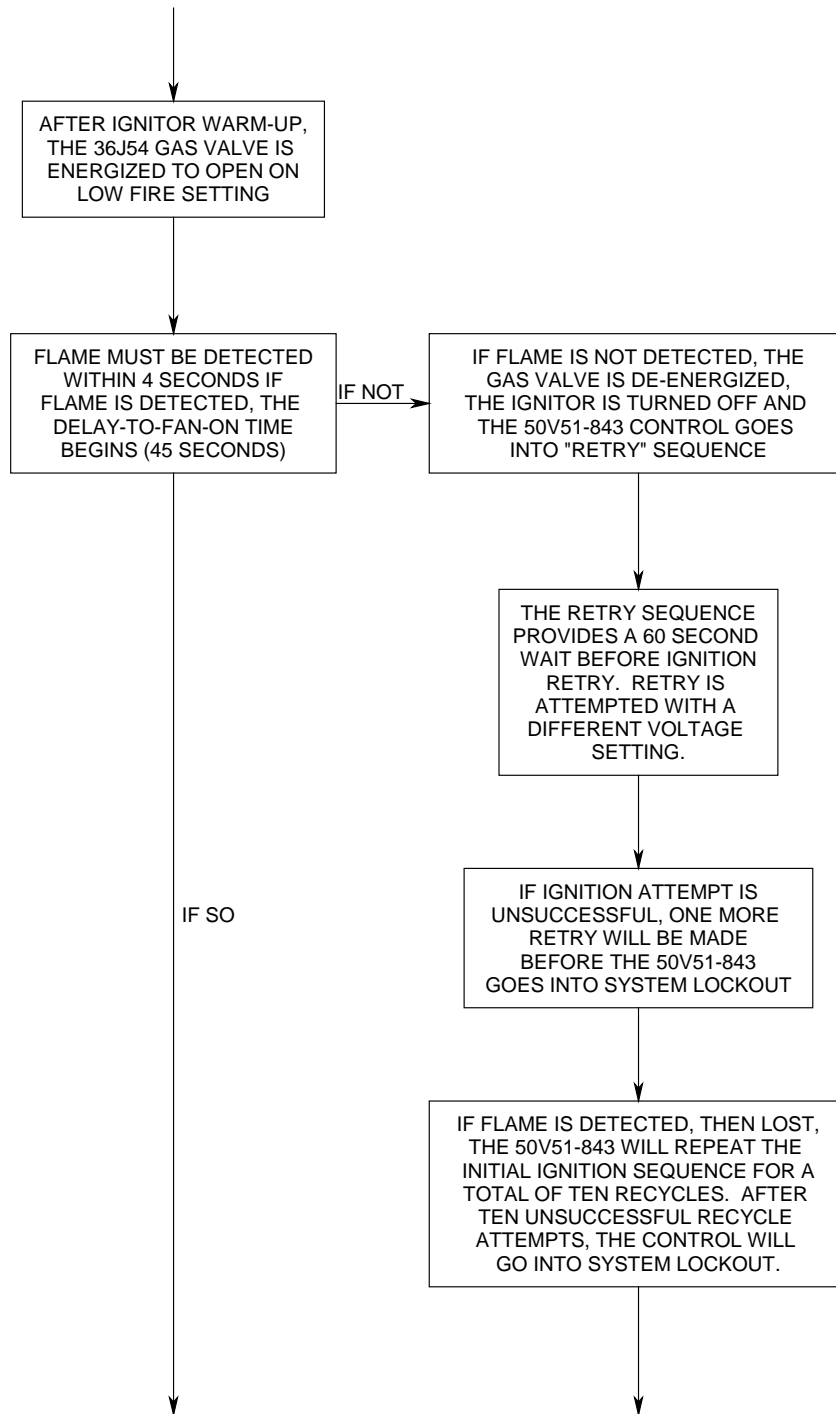 AFTER IGNITOR WARM-UP,
THE 36J54 GAS VALVE IS
ENERGIZED TO OPEN ON
LOW FIRE SETTING
FLAME MUST BE DETECTED
WITHIN 4 SECONDS IF
FLAME IS DETECTED, THE
DELAY-TO-FAN-ON TIME
BEGINS (45 SECONDS)
IF NOT
IF FLAME IS NOT DETECTED, THE
GAS VALVE IS DE-ENERGIZED,
THE IGNITOR IS TURNED OFF AND
THE 50V51-843 CONTROL GOES
INTO "RETRY" SEQUENCE
THE RETRY SEQUENCE
PROVIDES A 60 SECOND
WAIT BEFORE IGNITION
RETRY.  RETRY IS
ATTEMPTED WITH A
DIFFERENT VOLTAGE
SETTING.
IF SO
IF IGNITION ATTEMPT IS
UNSUCCESSFUL, ONE MORE
RETRY WILL BE MADE
BEFORE THE 50V51-843
GOES INTO SYSTEM LOCKOUT
IF FLAME IS DETECTED, THEN LOST,
THE 50V51-843 WILL REPEAT THE
INITIAL IGNITION SEQUENCE FOR A
TOTAL OF TEN RECYCLES.  AFTER
TEN UNSUCCESSFUL RECYCLE
ATTEMPTS, THE CONTROL WILL
GO INTO SYSTEM LOCKOUT.